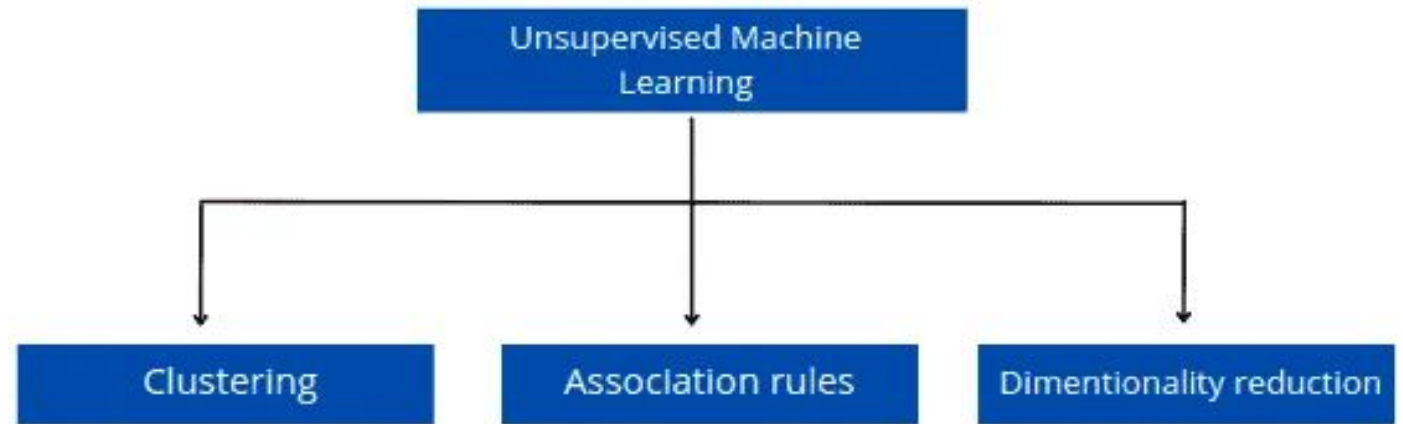 Unsupervised Machine
Learning
Clustering
Association rules
Dimentionality reduction